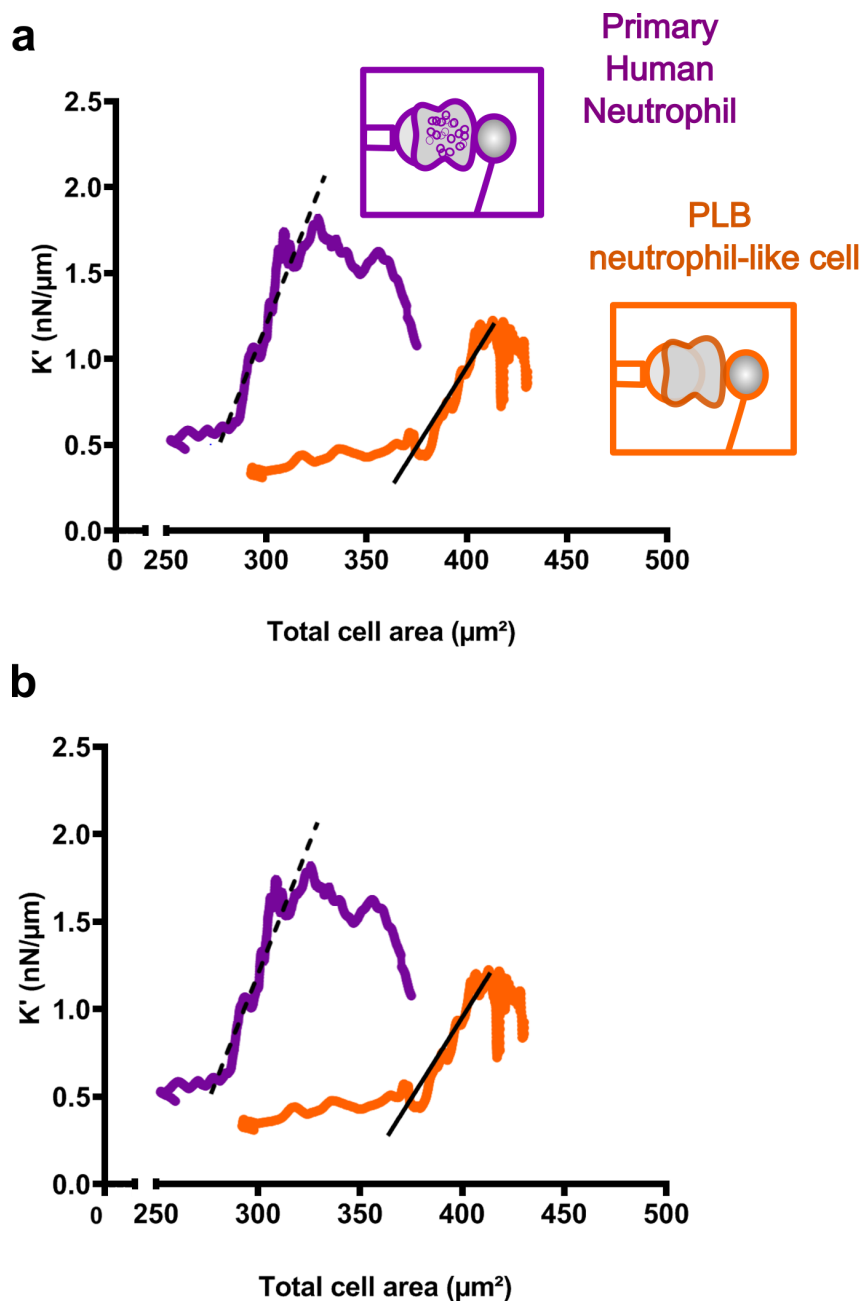 a
Primary
Human
Neutrophil
PLB
neutrophil-like cell
2.5
2.0
1.5
1.0
0.5
0.0
K' (nN/µm)
0 250 300 350 400 450 500
Total cell area (µm²)
b
2.5
2.0
1.5
1.0
0.5
0.0
K' (nN/µm)
0 250 300 350 400 450 500
Total cell area (µm²)